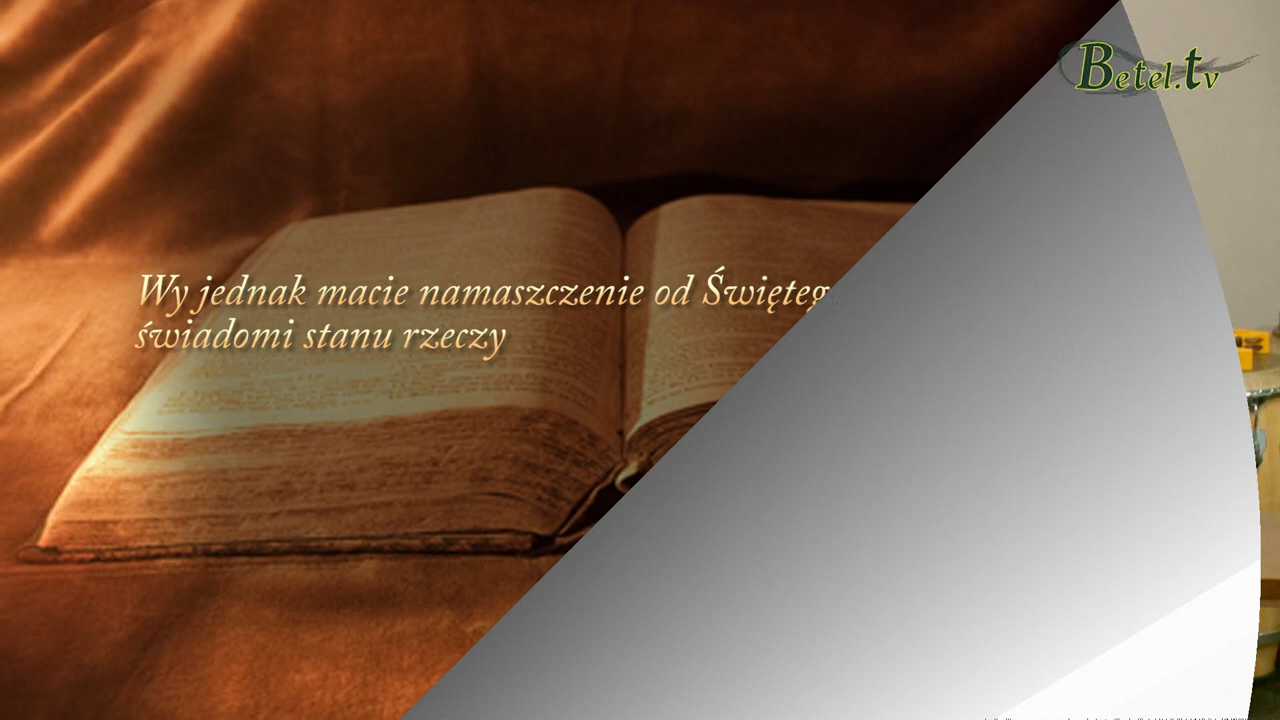 Betel.tv
Wy jednak macie namaszczenie od
świadomi stanu rzeczy